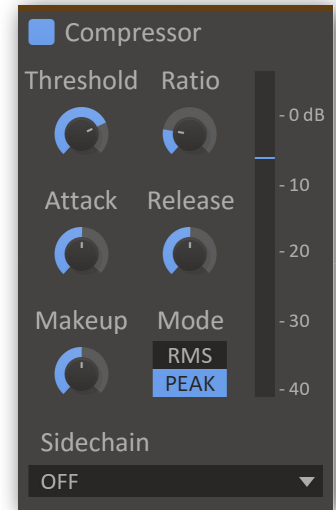 Compressor
Threshold Ratio
- 0 dB
- 10
Attack Release
- 20
Makeup Mode
- 30
RMS
PEAK
- 40
Sidechain
OFF